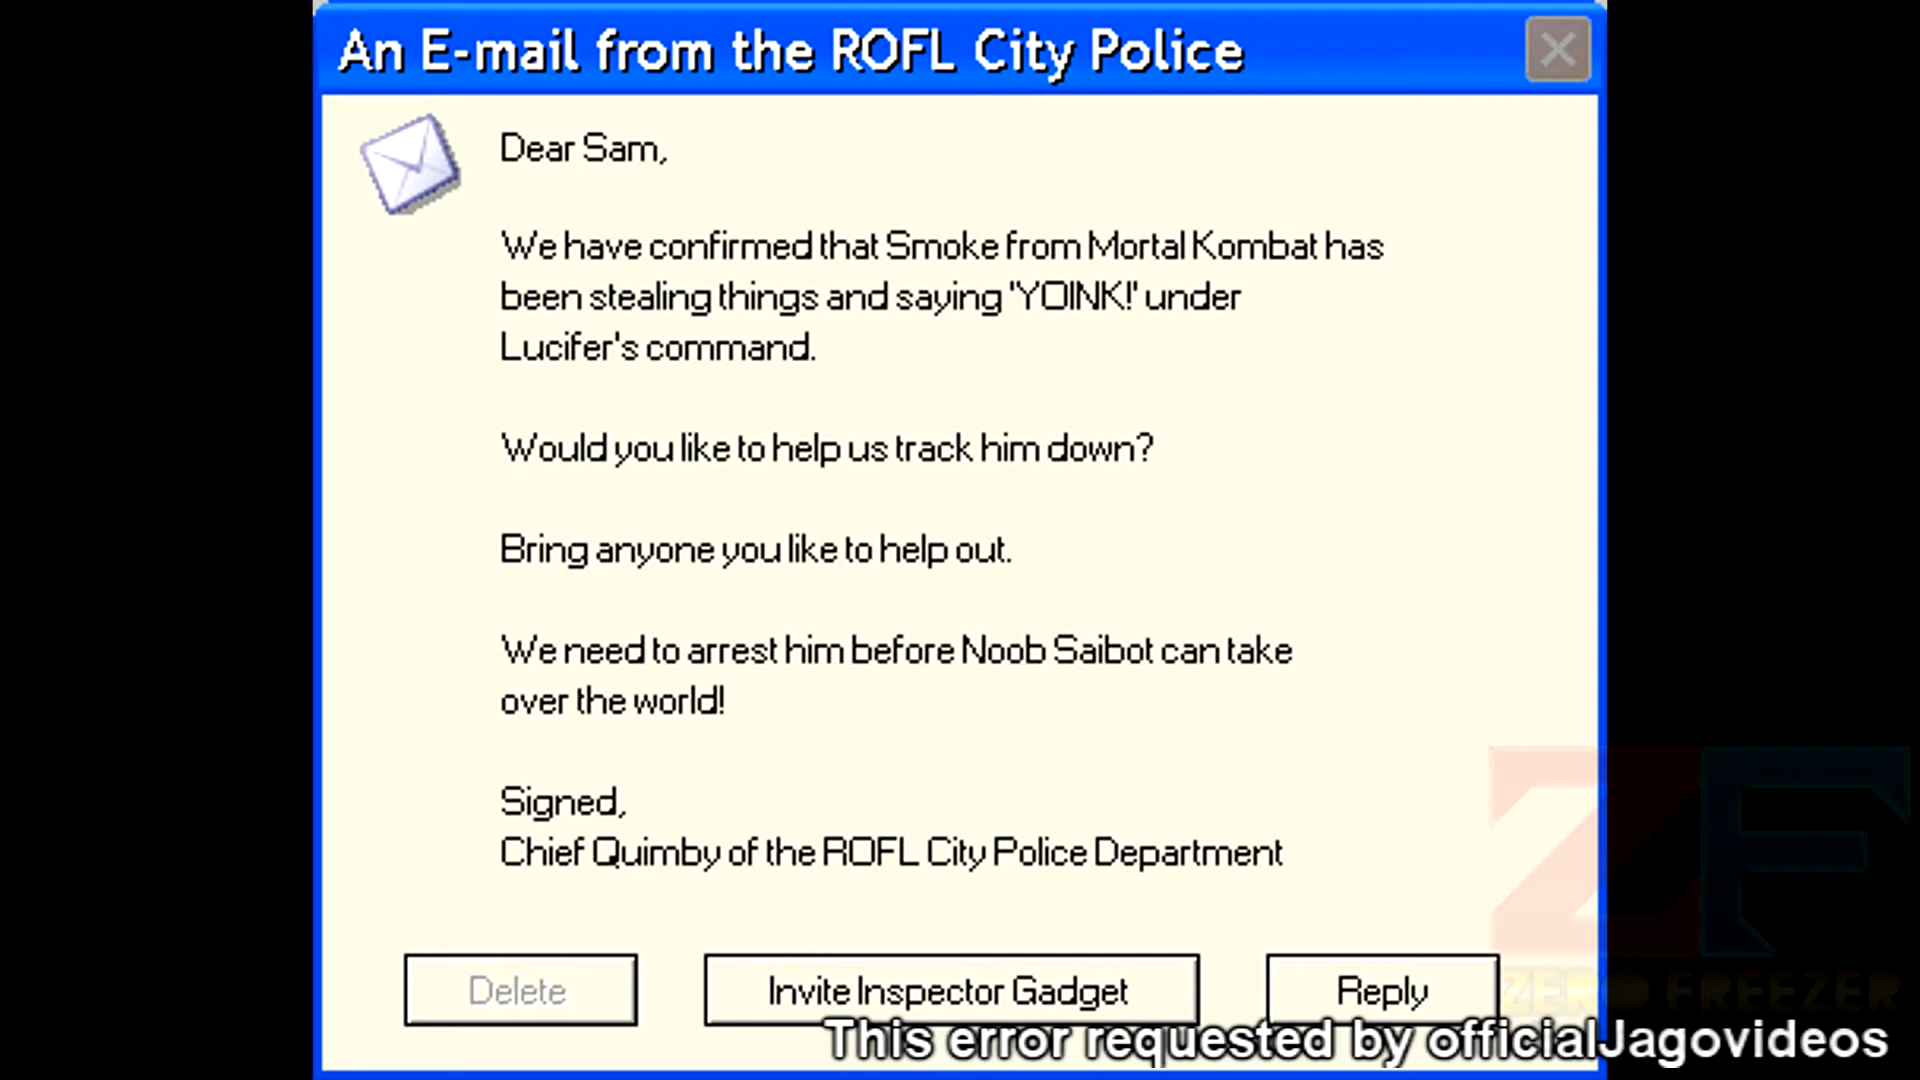 An E-mail from the ROFL City Police
Dear Sam,
We have confirmed that Smoke from Mortal Kombat has
been stealing things and saying 'YOINK!' under
Lucifer's command.
Would you like to help us track him down?
Bring anyone you like to help out.
We need to arrest him before Noob Saibot can take
over the world!
Signed,
Chief Quimby of the ROFL City Police Department
Delete
Invite Inspector Gadget
Reply
ZF
ZERO FREEZER
This error requested by officialJagovideos